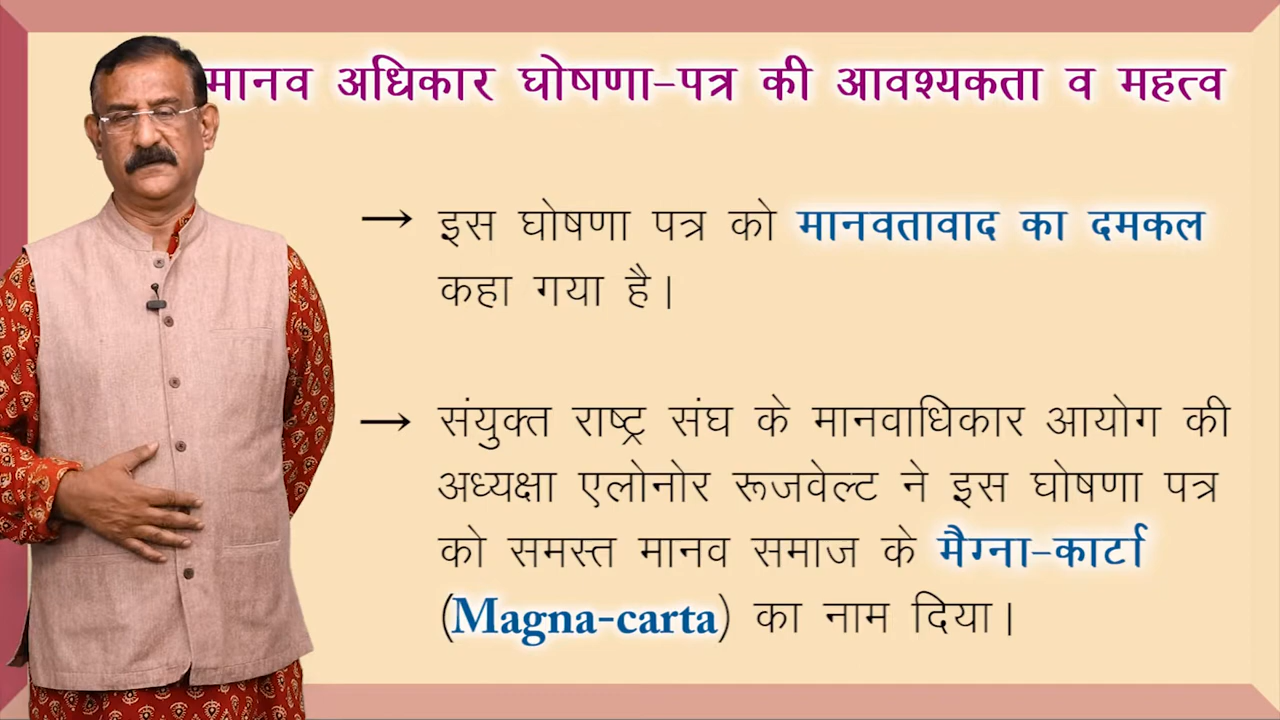 मानव अधिकार घोषणा-पत्र की आवश्यकता व महत्व
→ इस घोषणा पत्र को मानवतावाद का दमकल
कहा गया है।
→ संयुक्त राष्ट्र संघ के मानवाधिकार आयोग की
अध्यक्षा एलोनोर रूजवेल्ट ने इस घोषणा पत्र
को समस्त मानव समाज के मैग्ना-कार्टा
(Magna-carta) का नाम दिया।